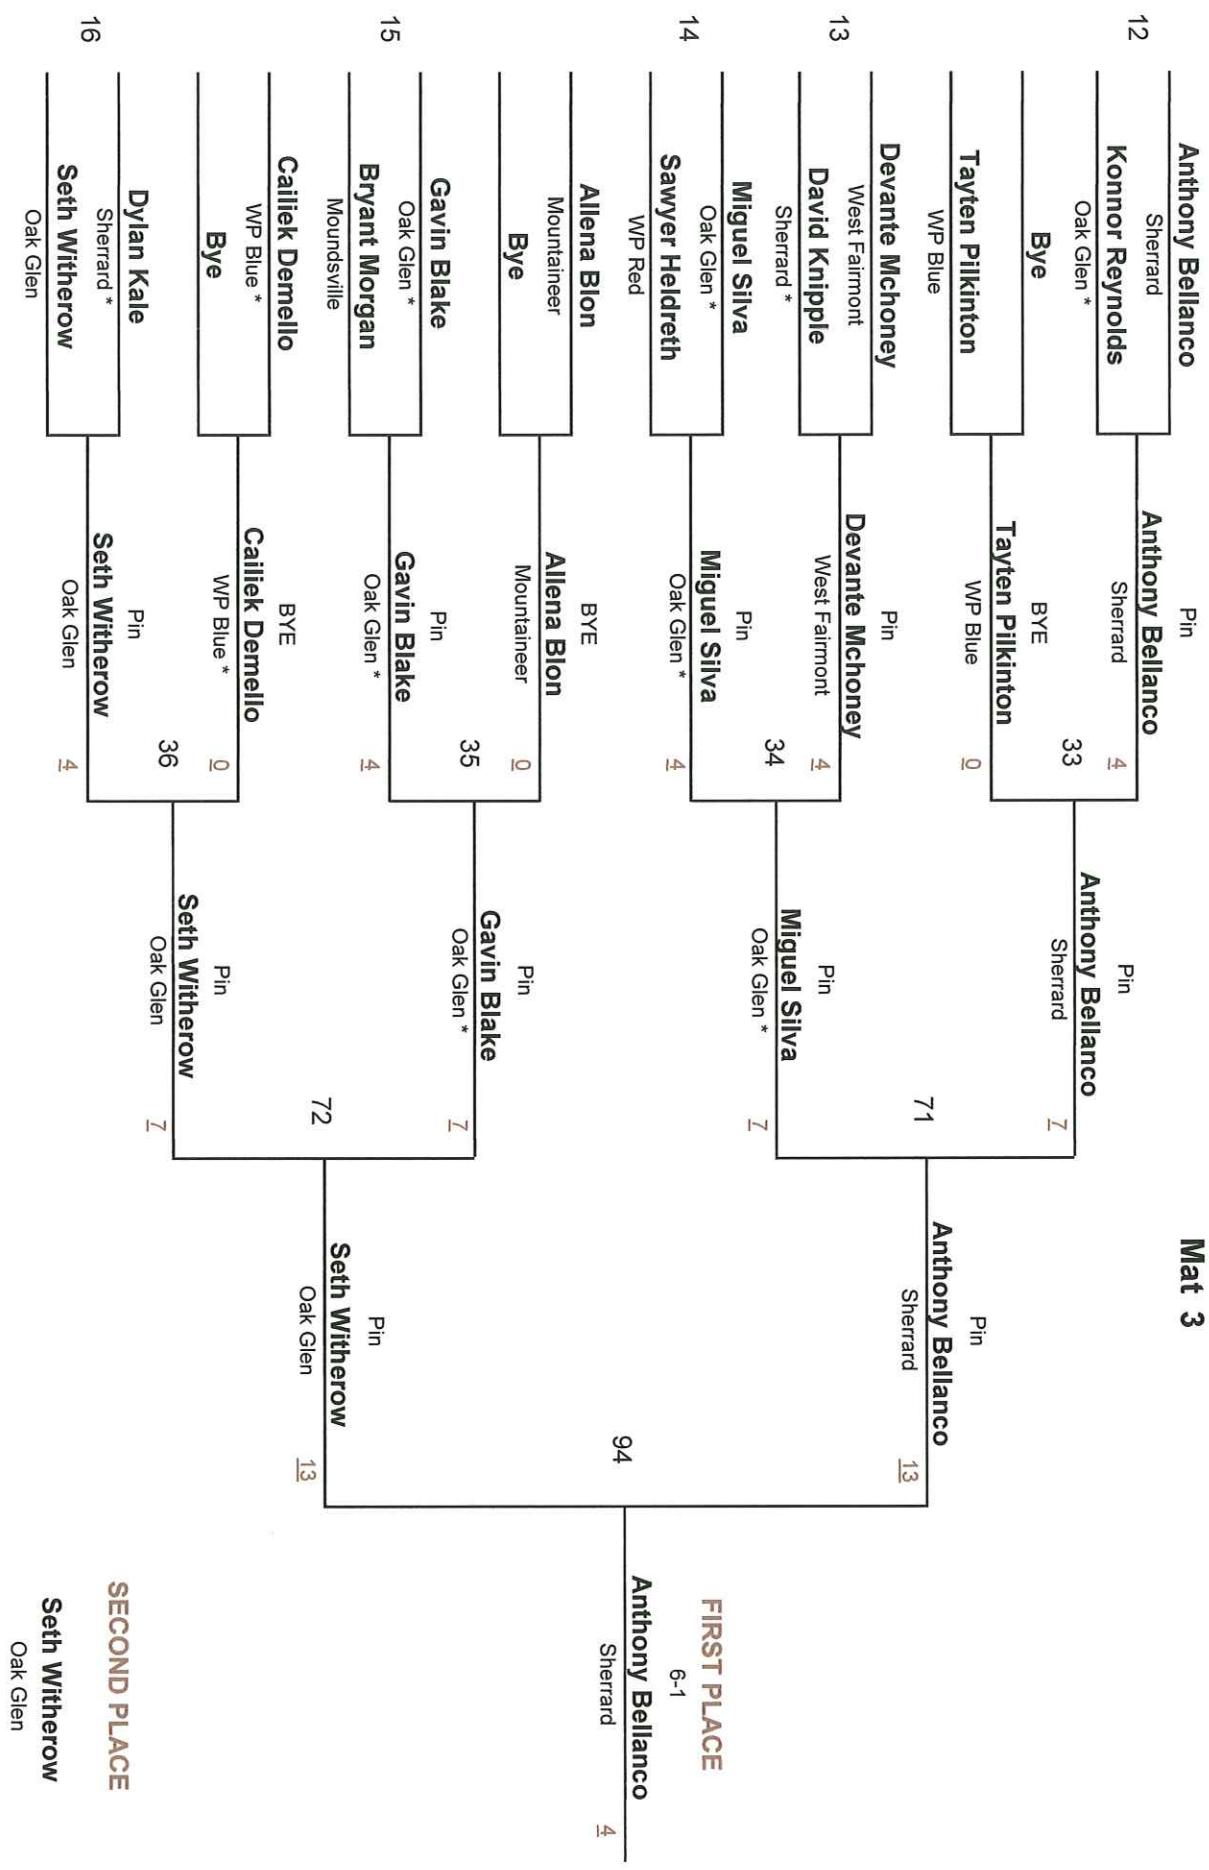 Mat 3
Anthony Bellanco
Sherrard
12
Konnor Reynolds
Oak Glen *
Bye
Tayten Pilkinton
WP Blue
Devante Mchoney
West Fairmont
13
David Knipple
Sherrard *
Miguel Silva
Oak Glen *
14
Sawyer Heldreth
WP Red
Allena Blon
Mountaineer
Bye
Gavin Blake
Oak Glen *
15
Bryant Morgan
Moundsville
Cailiek Demello
WP Blue *
Bye
Dylan Kale
Sherrard *
16
Seth Witherow
Oak Glen
Pin
Anthony Bellanco
Sherrard
4
33
BYE
Tayten Pilkinton
WP Blue
0
Pin
Devante Mchoney
West Fairmont
4
34
Pin
Miguel Silva
Oak Glen *
4
BYE
Allena Blon
Mountaineer
0
35
Pin
Gavin Blake
Oak Glen *
4
BYE
Cailiek Demello
WP Blue *
0
36
Pin
Seth Witherow
Oak Glen
4
Pin
Anthony Bellanco
Sherrard
7
71
Pin
Miguel Silva
Oak Glen *
7
Pin
Gavin Blake
Oak Glen *
7
72
Pin
Seth Witherow
Oak Glen
7
Pin
Anthony Bellanco
Sherrard
13
94
Pin
Seth Witherow
Oak Glen
13
FIRST PLACE
6-1
Anthony Bellanco
Sherrard
4
SECOND PLACE
Seth Witherow
Oak Glen